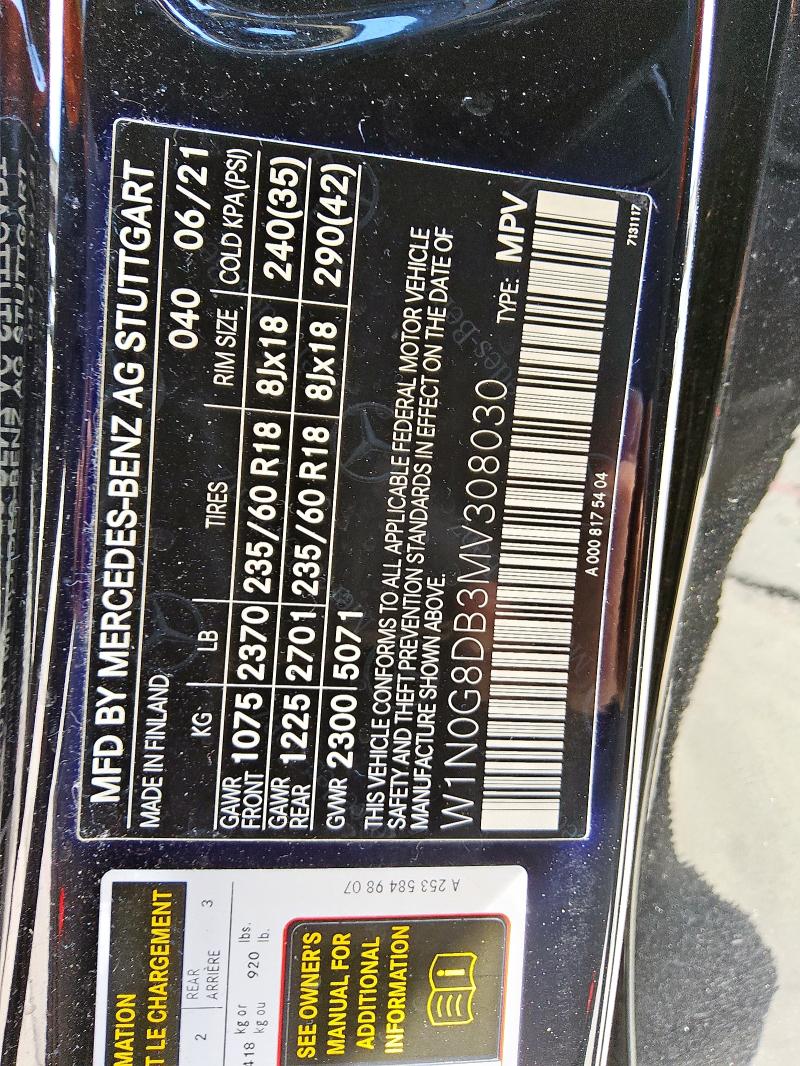 MFD BY MERCEDES-BENZ AG STUTTGART
MADE IN FINLAND 040 06/21
KG LB TIRES RIM SIZE COLD KPA(PSI)
GAWR
FRONT 1075 2370 235/60 R18 8Jx18 240(35)
GAWR
REAR 1225 2701 235/60 R18 8Jx18 290(42)
GVWR 2300 5071
THIS VEHICLE CONFORMS TO ALL APPLICABLE FEDERAL MOTOR VEHICLE
SAFETY AND THEFT PREVENTION STANDARDS IN EFFECT ON THE DATE OF
MANUFACTURE SHOWN ABOVE.
W1N0G8DB3MV308030 TYPE: MPV
A 000 817 54 04
7131117
MATION
T LE CHARGEMENT
2 REAR
ARRIÈRE 3
418 kg or 920 lbs.
kg ou lb.
A 253 584 98 07
SEE OWNER'S
MANUAL FOR
ADDITIONAL
INFORMATION